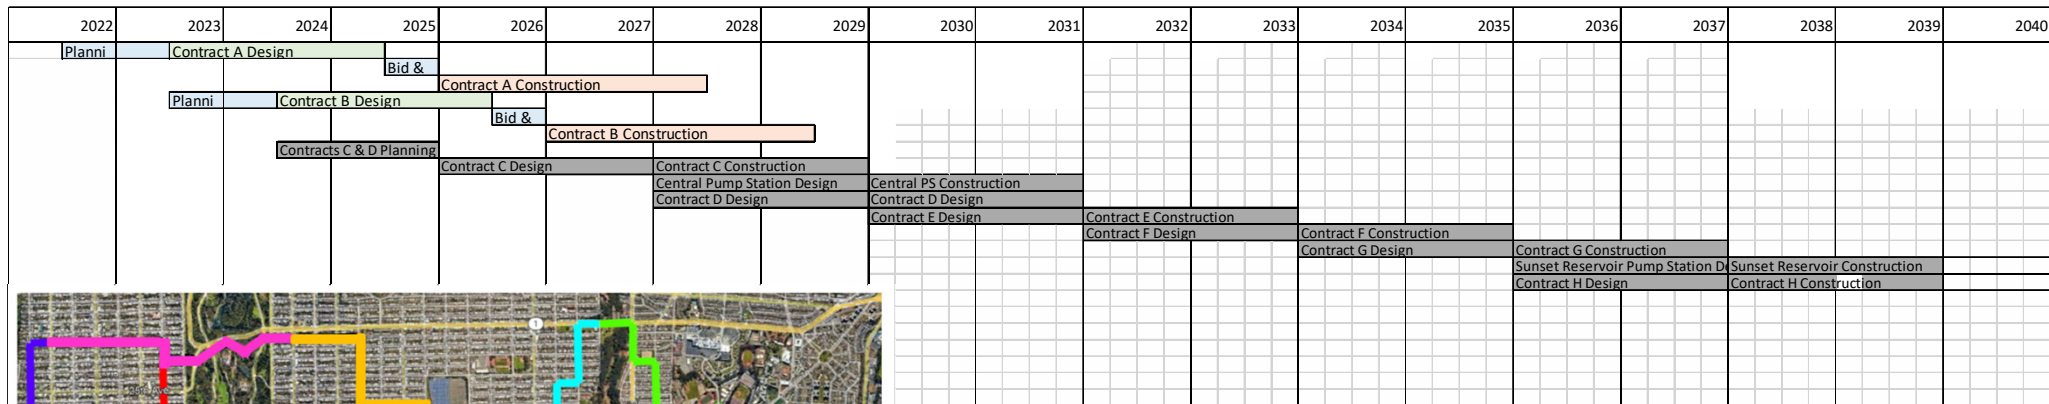 2022 2023 2024 2025 2026 2027 2028 2029 2030 2031 2032 2033 2034 2035 2036 2037 2038 2039 2040
Planni Contract A Design
Bid &
Contract A Construction
Planni Contract B Design
Bid &
Contract B Construction
Contracts C & D Planning
Contract C Design Contract C Construction
Central Pump Station Design Central PS Construction
Contract D Design Contract D Design
Contract E Design Contract E Construction
Contract F Design Contract F Construction
Contract G Design Contract G Construction
Sunset Reservoir Pump Station De Sunset Reservoir Construction
Contract H Design Contract H Construction
1